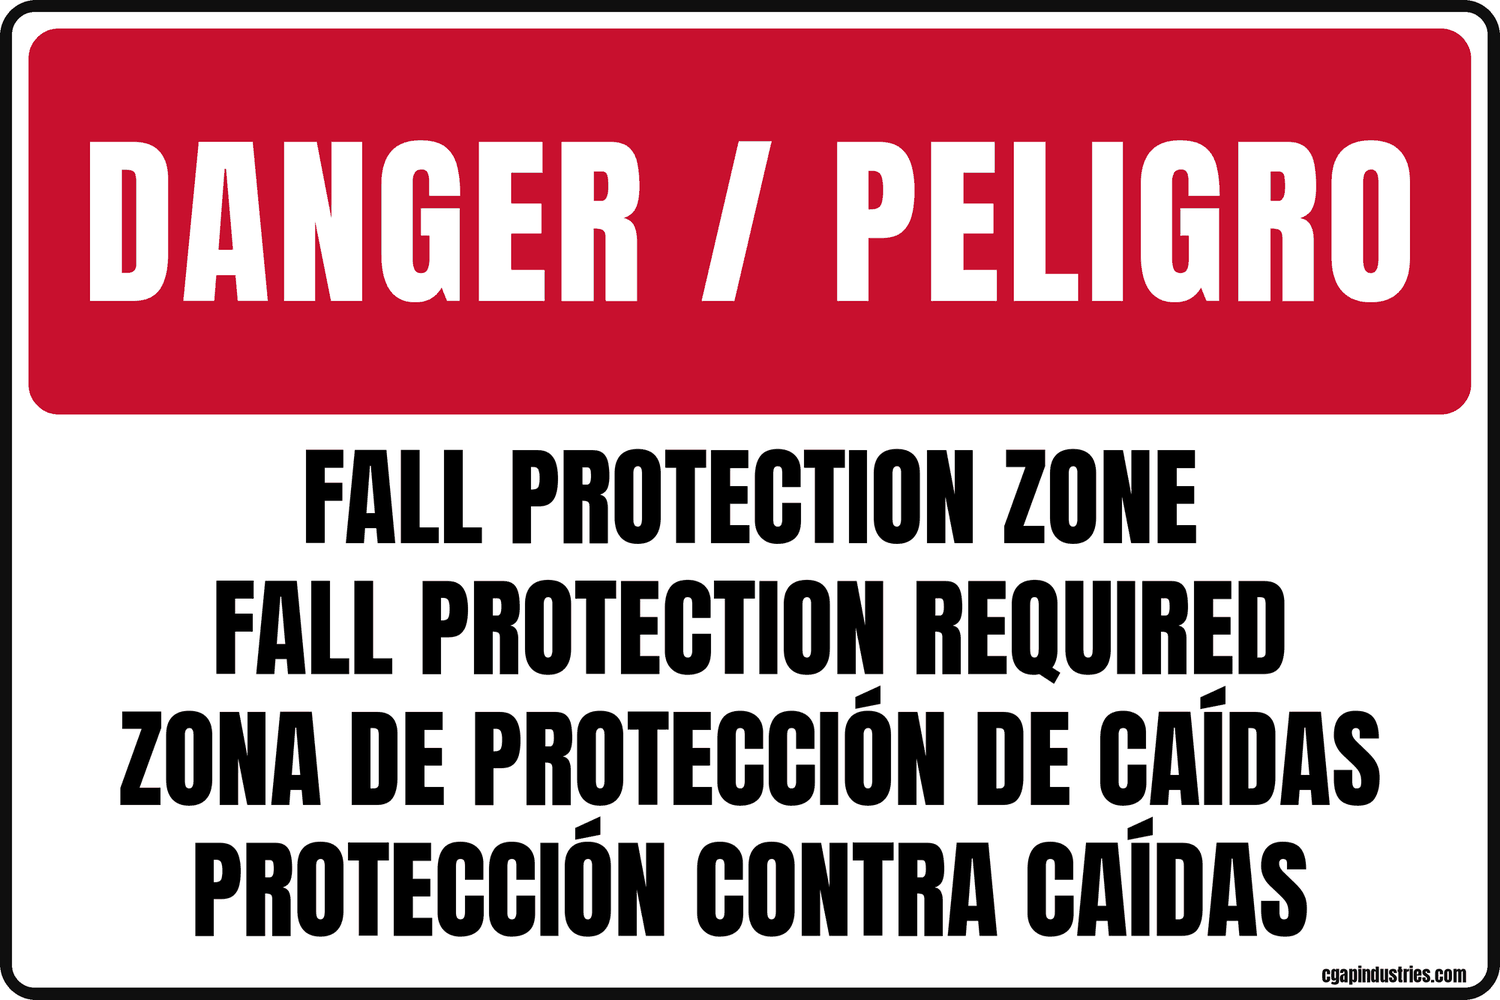 DANGER / PELIGRO
FALL PROTECTION ZONE
FALL PROTECTION REQUIRED
ZONA DE PROTECCIÓN DE CAÍDAS
PROTECCIÓN CONTRA CAÍDAS
cgapindustries.com